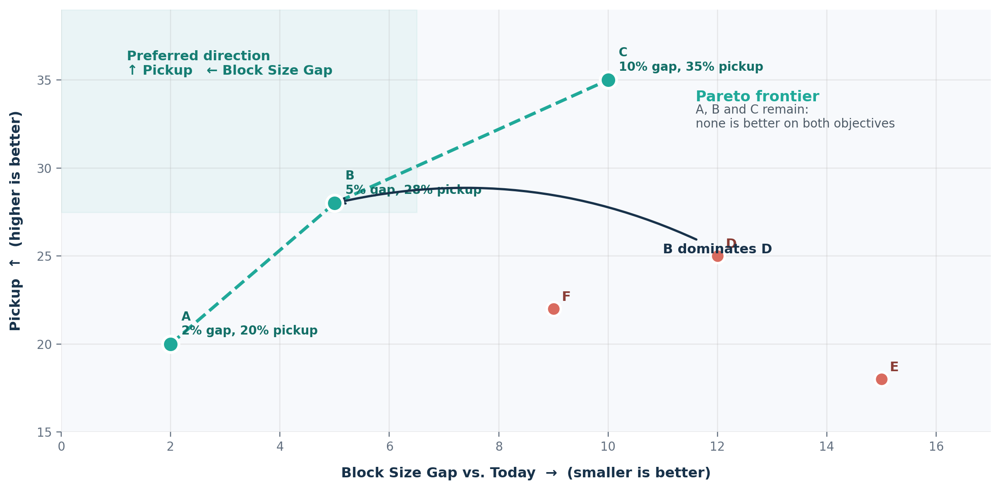 Preferred direction
↑ Pickup   ← Block Size Gap
C
10% gap, 35% pickup
Pareto frontier
A, B and C remain:
none is better on both objectives
B
5% gap, 28% pickup
D
B dominates D
F
A
2% gap, 20% pickup
E
35
30
25
20
15
0 2 4 6 8 10 12 14 16
Pickup ↑ (higher is better)
Block Size Gap vs. Today → (smaller is better)